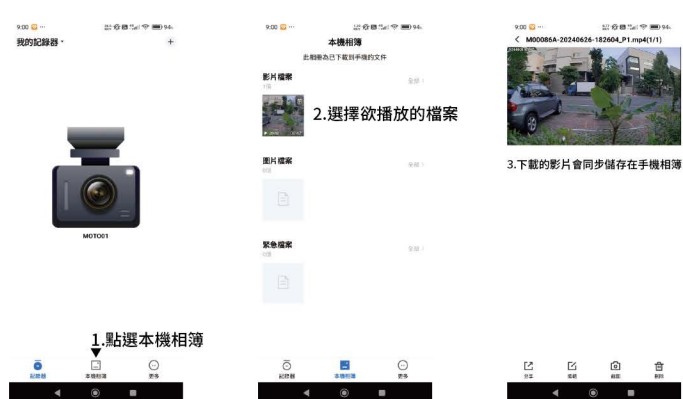 9:00
94
我的記錄器
+
MOTO01
1.點選本機相簿
記錄器
本機相簿
更多
9:00
94
本機相簿
此相冊為已下載到手機的文件
影片檔案
全部
2.選擇欲播放的檔案
圖片檔案
全部
緊急檔案
全部
記錄器
本機相簿
更多
9:00
94
M00086A-20240626-182604_P1.mp4(1/1)
3.下載的影片會同步儲存在手機相簿
分享
刪除